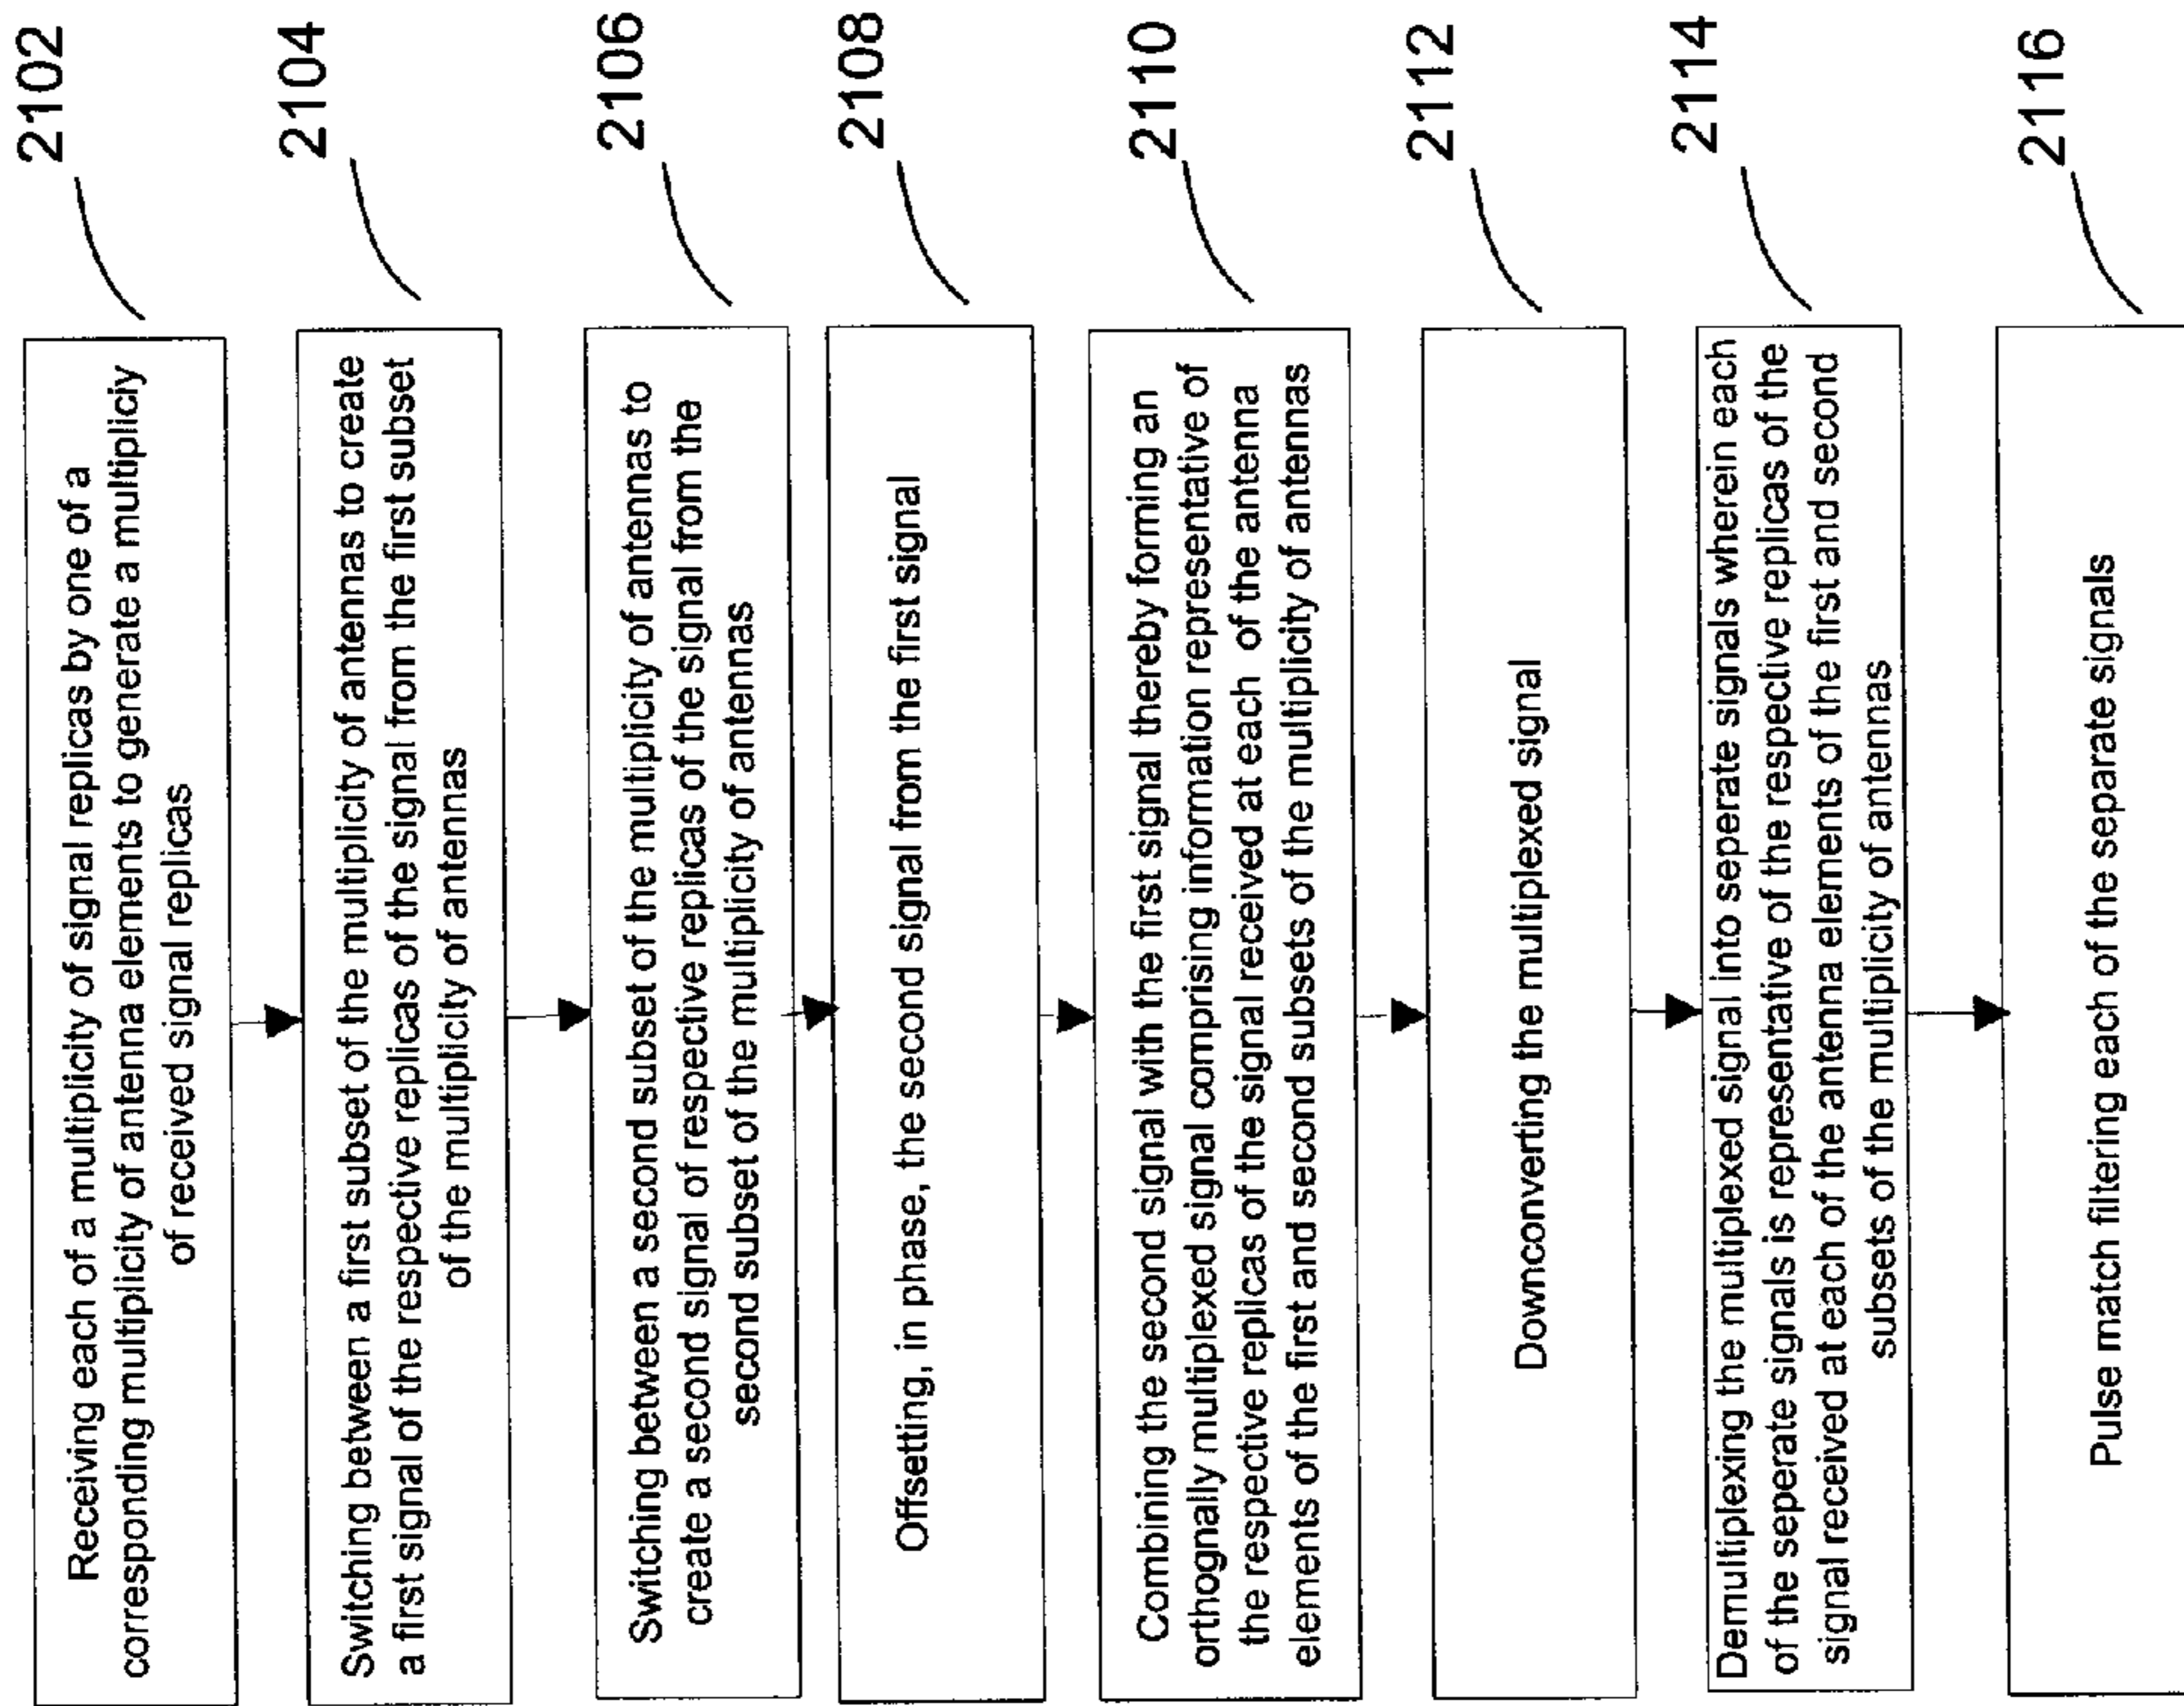 2102
Receiving each of a multiplicity of signal replicas by one of a
corresponding multiplicity of antenna elements to generate a multipliciy
of received signal replicas
2104
Switching between a first subset of the multiplicity of antennas to create
a first signal of the respective replicas of the signal from the first subset
of the multiplicity of antennas
2106
Switching between a second subset of the multiplicity of antennas to
create a second signal of respective replicas of the signal from the
second subset of the multiplicity of antennas
2108
Offsetting, in phase, the second signal from the first signal
2110
Combining the second signal with the first signal thereby forming an
orthognally multiplexed signal comprising information representative of
the respective replicas of the signal received at each of the antenna
elements of the first and second subsets of the multiplicity of antennas
2112
Downconverting the multiplexed signal
2114
Demultiplexing the multiplexed signal into seperate signals wherein each
of the seperate signals is representative of the respective replicas of the
signal received at each of the antenna elements of the first and second
subsets of the multiplicity of antennas
2116
Pulse match filtering each of the separate signals